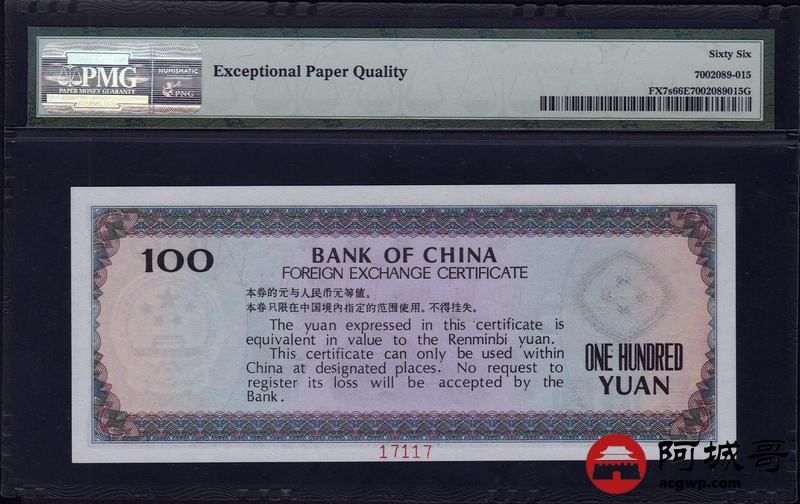 PMG
PAPER MONEY GUARANTY
NUMISMATIC
PNG
Exceptional Paper Quality
Sixty Six
7002089-015
FX7s66E7002089015G
100
BANK OF CHINA
FOREIGN EXCHANGE CERTIFICATE
本券的元与人民币元等值。
本券只限在中国境内指定的范围使用。不得挂失。
The yuan expressed in this certificate is
equivalent in value to the Renminbi yuan.
This certificate can only be used within
China at designated places. No request to
register its loss will be accepted by the
Bank.
ONE HUNDRED
YUAN
17117
阿城哥
acgwp.com